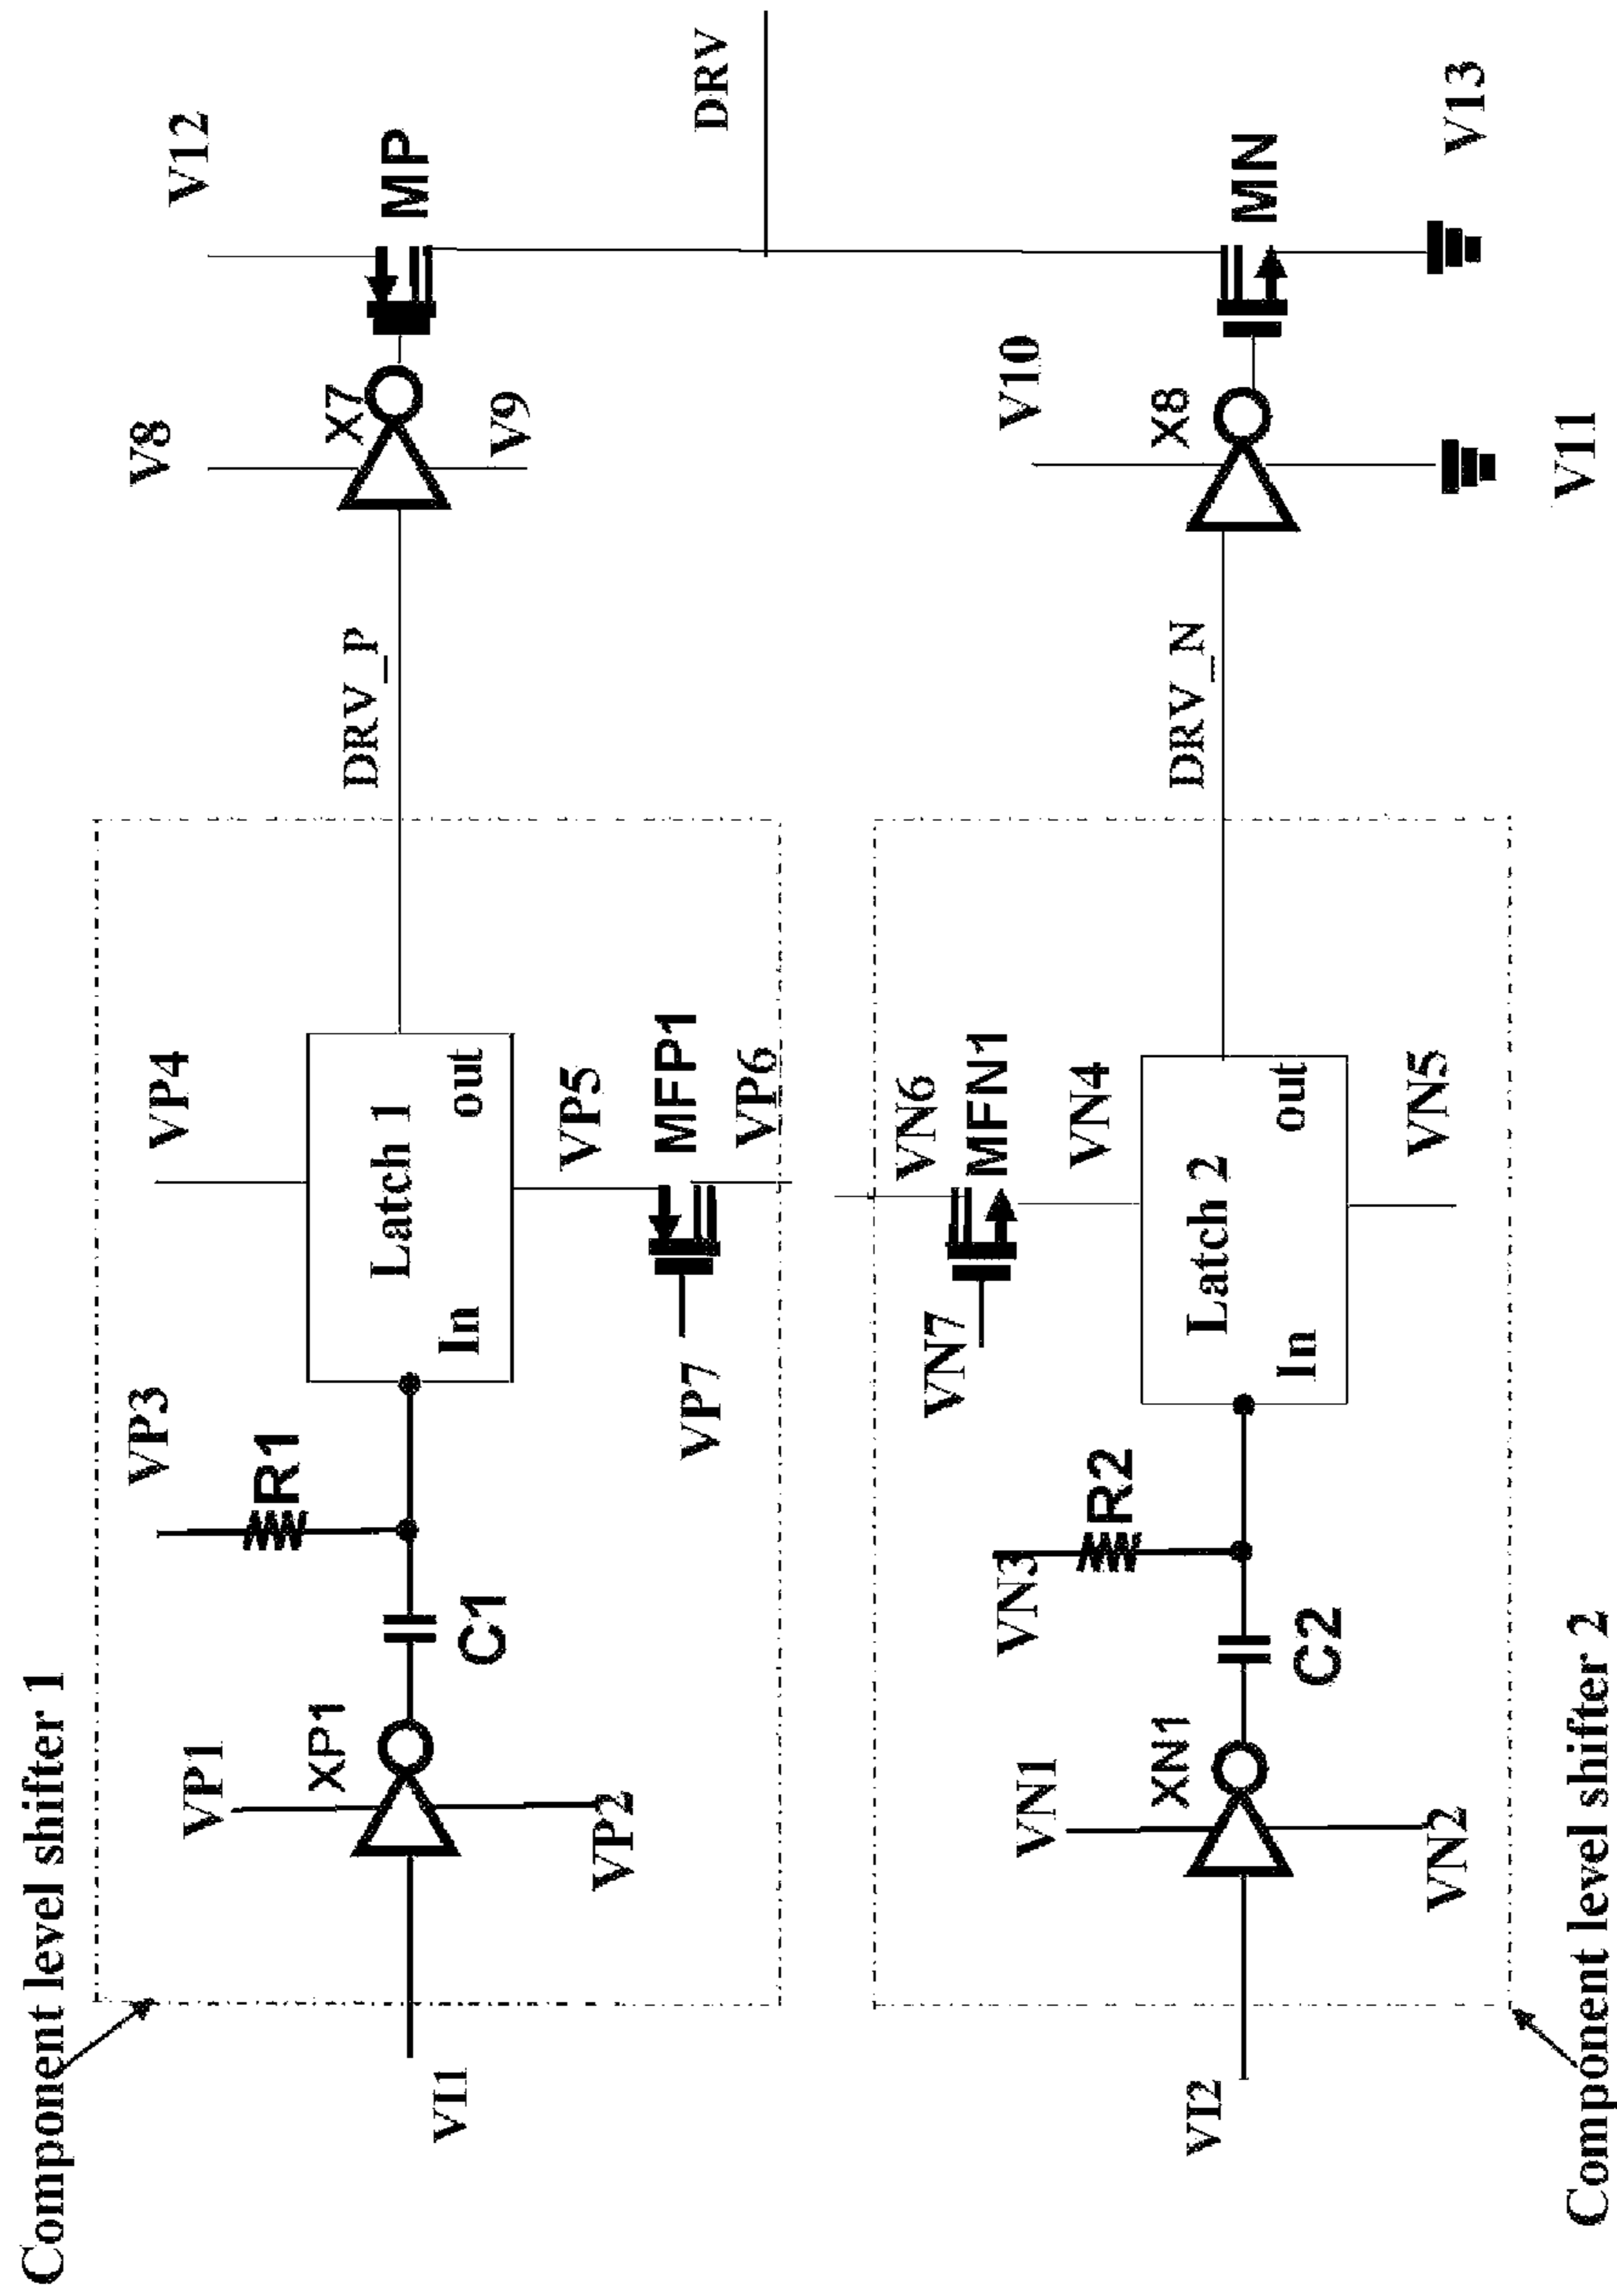 Component level shifter 1
VI1
VP1
XP1
VP2
C1
VP3
R1
VP4
Latch 1
In
out
VP5
MFP1
VP7
VP6
DRV_P
V8
X7
V9
V12
MP
DRV
VI2
VN1
XN1
VN2
C2
VN3
R2
VN6
MFN1
VN7
VN4
Latch 2
In
out
VN5
DRV_N
V10
X8
V11
MN
V13
Component level shifter 2